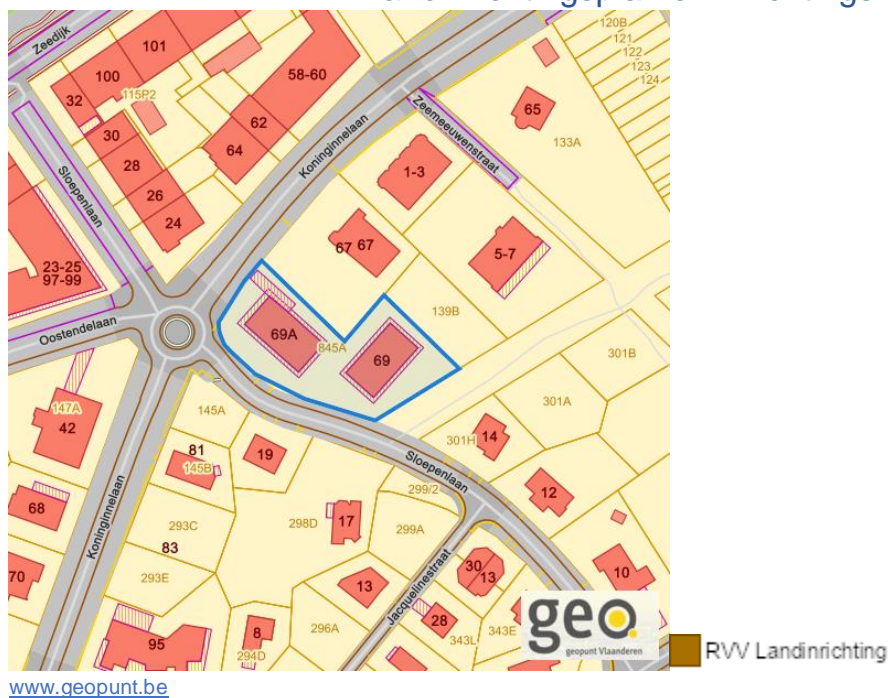 Zeedijk
101
100
32
115P2
58-60
30
62
28
64
26
24
Sloepenlaan
Koninginnelaan
Zeemeeuwenstraat
65
133A
120B
121
122
123
124
1-3
67 67
5-7
23-25
97-99
Oostendelaan
69A
845A
69
139B
301B
301A
301H
14
147A
42
145A
81
145B
19
Sloepenlaan
12
299/2
68
293C
83
298D
17
299A
Koninginnelaan
293E
70
13
30
13
10
Jacquelinestraat
95
8
294D
296A
28
343L
343E
geo
geopunt Vlaanderen
RVV Landinrichting
www.geopunt.be